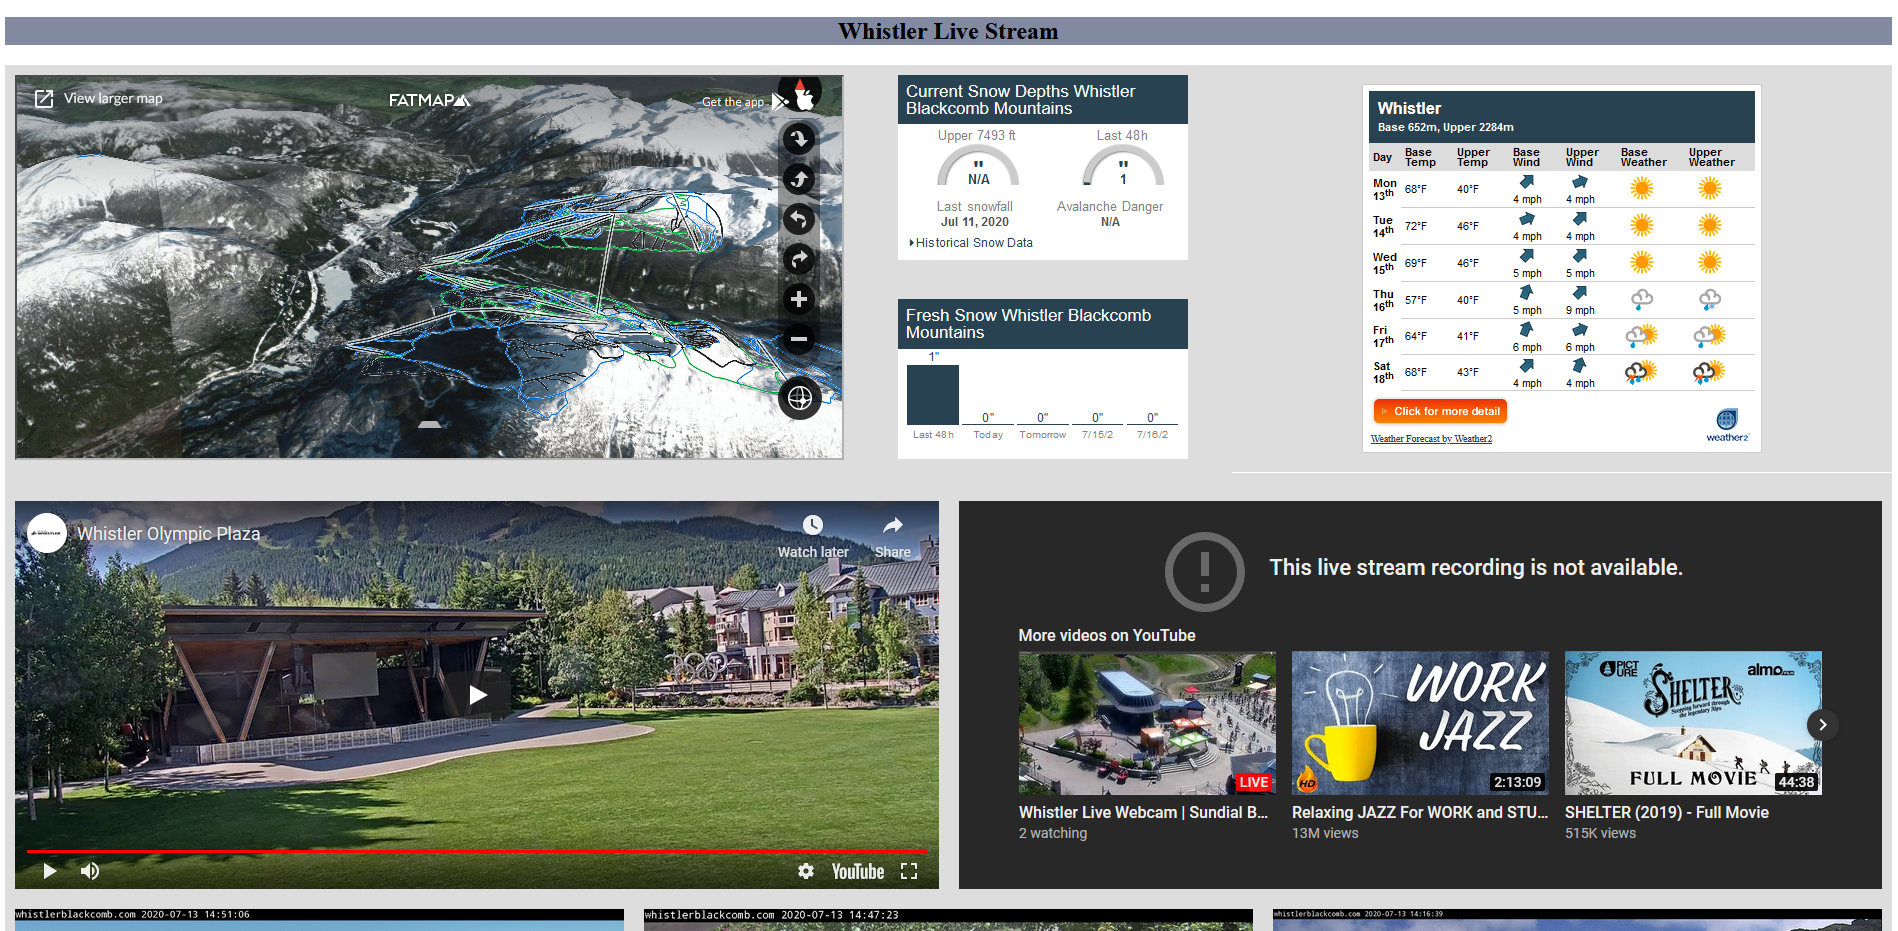 Whistler Live Stream
View larger map
FATMAP
Get the app
Current Snow Depths Whistler
Blackcomb Mountains
Upper 7493 ft
Last 48h
"
N/A
"
1
Last snowfall
Jul 11, 2020
Avalanche Danger
N/A
Historical Snow Data
Fresh Snow Whistler Blackcomb
Mountains
1"
0"
0"
0"
0"
Last 48h
Today
Tomorrow
7/15/2
7/16/2
Whistler
Base 652m, Upper 2284m
Day Base Temp Upper Temp Base Wind Upper Wind Base Weather Upper Weather
Mon 13th 68°F 40°F 4 mph 4 mph
Tue 14th 72°F 46°F 4 mph 4 mph
Wed 15th 69°F 46°F 5 mph 5 mph
Thu 16th 57°F 40°F 5 mph 9 mph
Fri 17th 64°F 41°F 6 mph 6 mph
Sat 18th 68°F 43°F 4 mph 4 mph
Click for more detail
Weather Forecast by Weather2
weather2
Whistler Olympic Plaza
Watch later
Share
YouTube
This live stream recording is not available.
More videos on YouTube
LIVE
Whistler Live Webcam | Sundial B...
2 watching
WORK
JAZZ
HD
2:13:09
Relaxing JAZZ For WORK and STU...
13M views
PICT
URE
almo
SHELTER
Stepping forward through
the legendary Alps
FULL MOVIE
44:38
SHELTER (2019) - Full Movie
515K views
whistlerblackcomb.com 2020-07-13 14:51:06
whistlerblackcomb.com 2020-07-13 14:47:23
whistlerblackcomb.com 2020-07-13 14:16:39